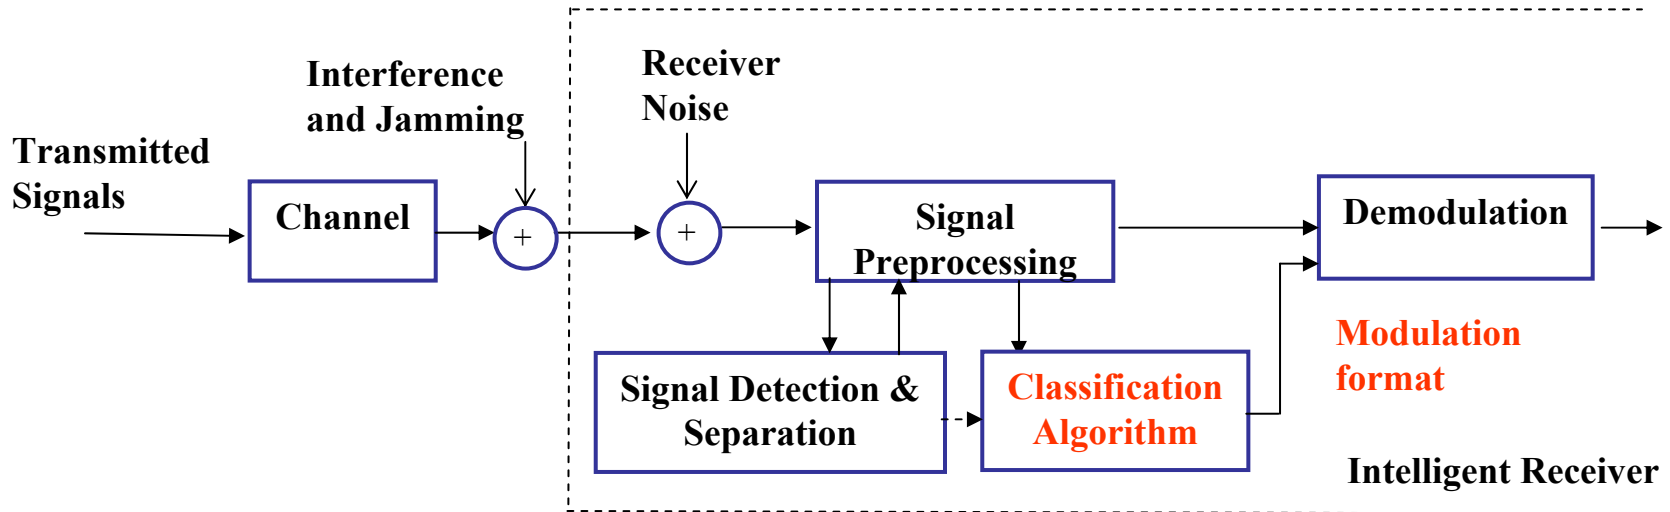 Transmitted
Signals
Channel
Interference
and Jamming
+
Receiver
Noise
+
Signal
Preprocessing
Demodulation
Signal Detection &
Separation
Classification
Algorithm
Modulation
format
Intelligent Receiver